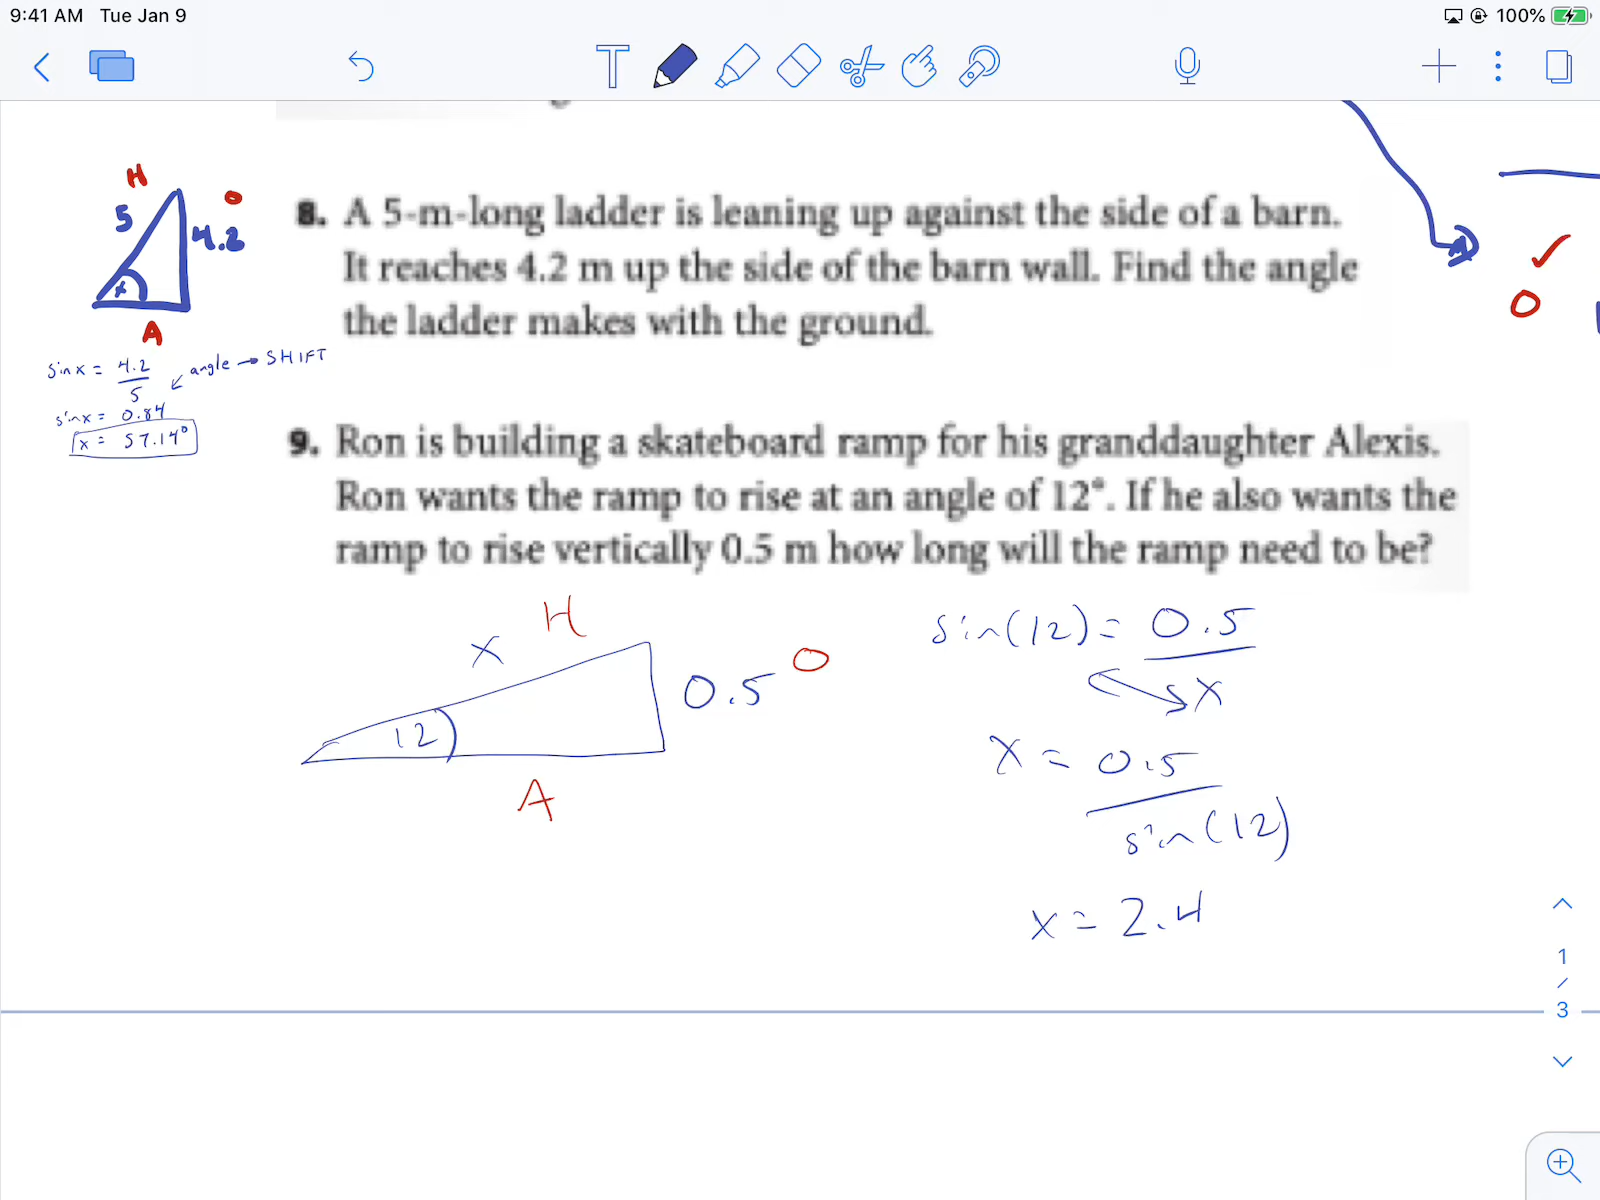 9:41 AM Tue Jan 9
100%
H
5
O
4.2
x
A
sin x = 4.2
5
angle → SHIFT
sin x = 0.84
x = 57.14°
8. A 5-m-long ladder is leaning up against the side of a barn.
It reaches 4.2 m up the side of the barn wall. Find the angle
the ladder makes with the ground.
✓
O
9. Ron is building a skateboard ramp for his granddaughter Alexis.
Ron wants the ramp to rise at an angle of 12°. If he also wants the
ramp to rise vertically 0.5 m how long will the ramp need to be?
H
x
O
0.5
12
A
sin(12) = 0.5
x
x = 0.5
sin(12)
x = 2.4
1
/
3